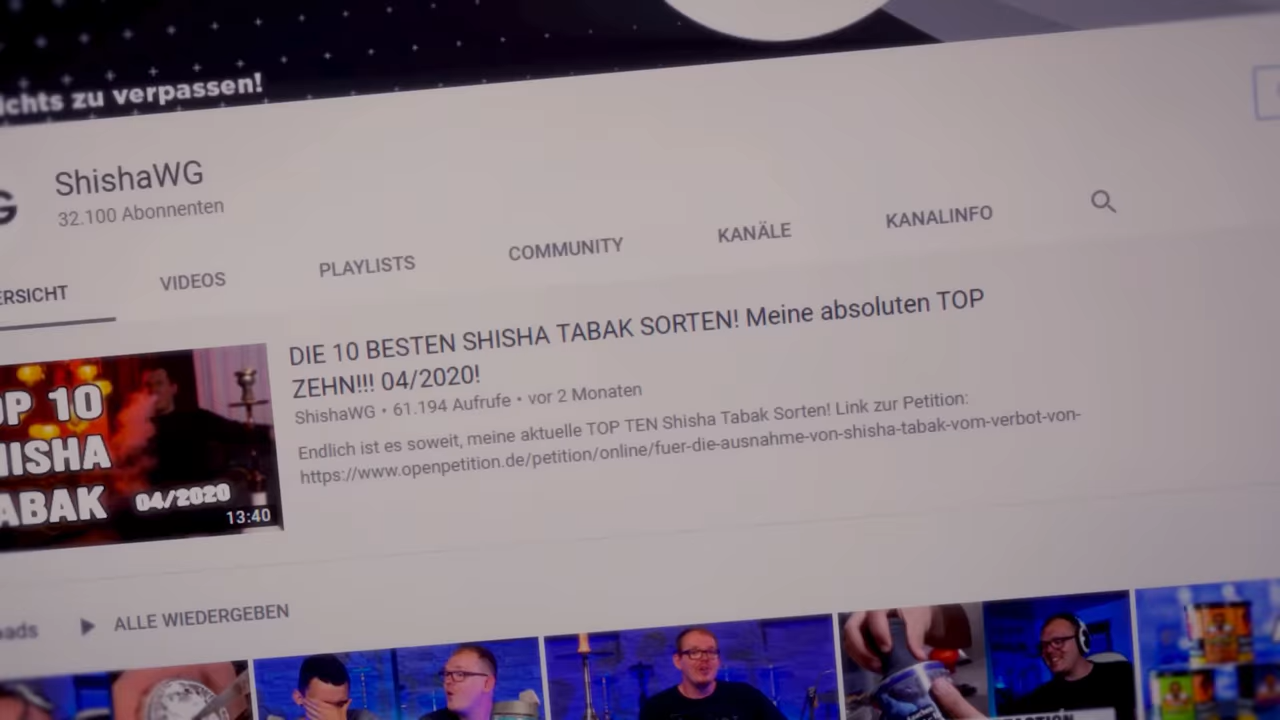 ichts zu verpassen!
G
ShishaWG
32.100 Abonnenten
ERSICHT VIDEOS PLAYLISTS COMMUNITY KANÄLE KANALINFO
DIE 10 BESTEN SHISHA TABAK SORTEN! Meine absoluten TOP
ZEHN!!! 04/2020!
ShishaWG • 61.194 Aufrufe • vor 2 Monaten
Endlich ist es soweit, meine aktuelle TOP TEN Shisha Tabak Sorten! Link zur Petition:
https://www.openpetition.de/petition/online/fuer-die-ausnahme-von-shisha-tabak-vom-verbot-von-
OP 10
HISHA
ABAK 04/2020
13:40
oads ALLE WIEDERGEBEN